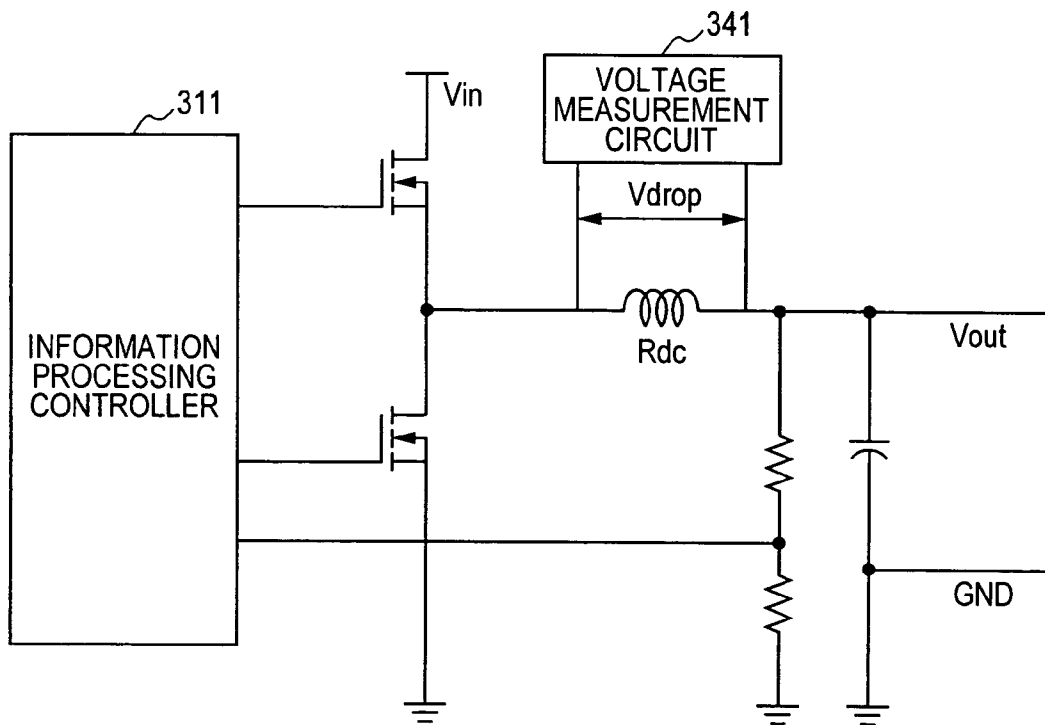 341
VOLTAGE
MEASUREMENT
CIRCUIT
Vin
311
Vdrop
INFORMATION
PROCESSING
CONTROLLER
Rdc
Vout
GND